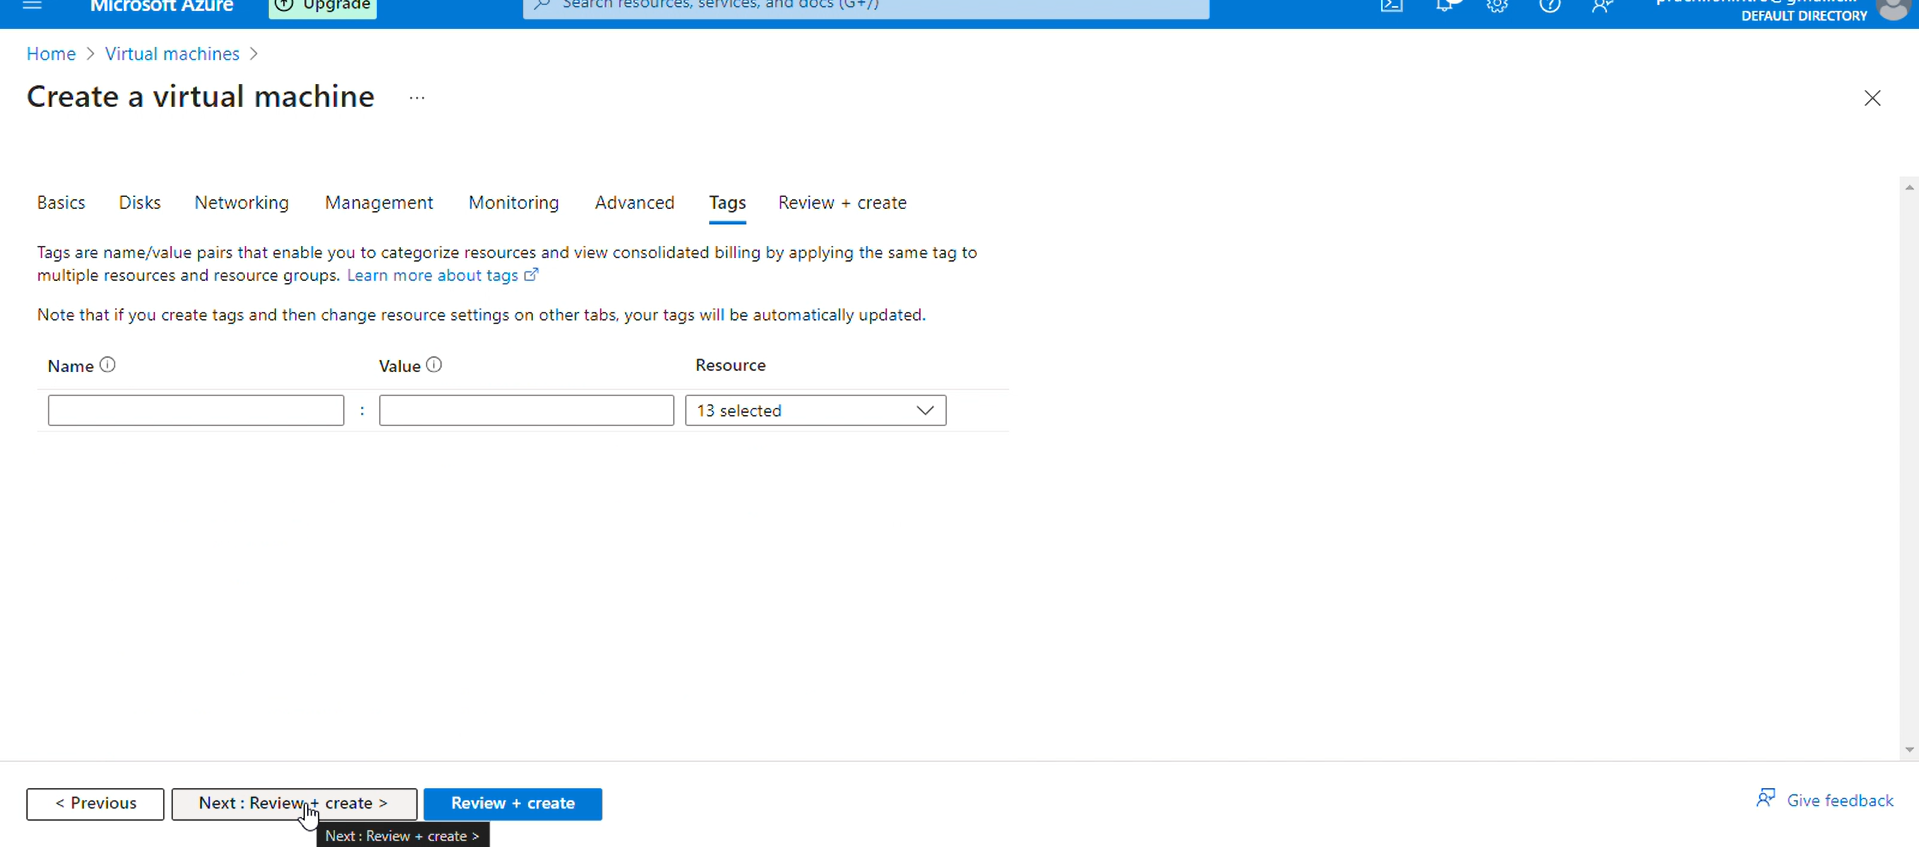 Microsoft Azure
Upgrade
Search resources, services, and docs (G+/)
DEFAULT DIRECTORY
Home > Virtual machines >
Create a virtual machine ...
Basics Disks Networking Management Monitoring Advanced Tags Review + create
Tags are name/value pairs that enable you to categorize resources and view consolidated billing by applying the same tag to
multiple resources and resource groups. Learn more about tags
Note that if you create tags and then change resource settings on other tabs, your tags will be automatically updated.
Name Value Resource
: 13 selected
< Previous Next : Review + create > Review + create
Give feedback
Next : Review + create >